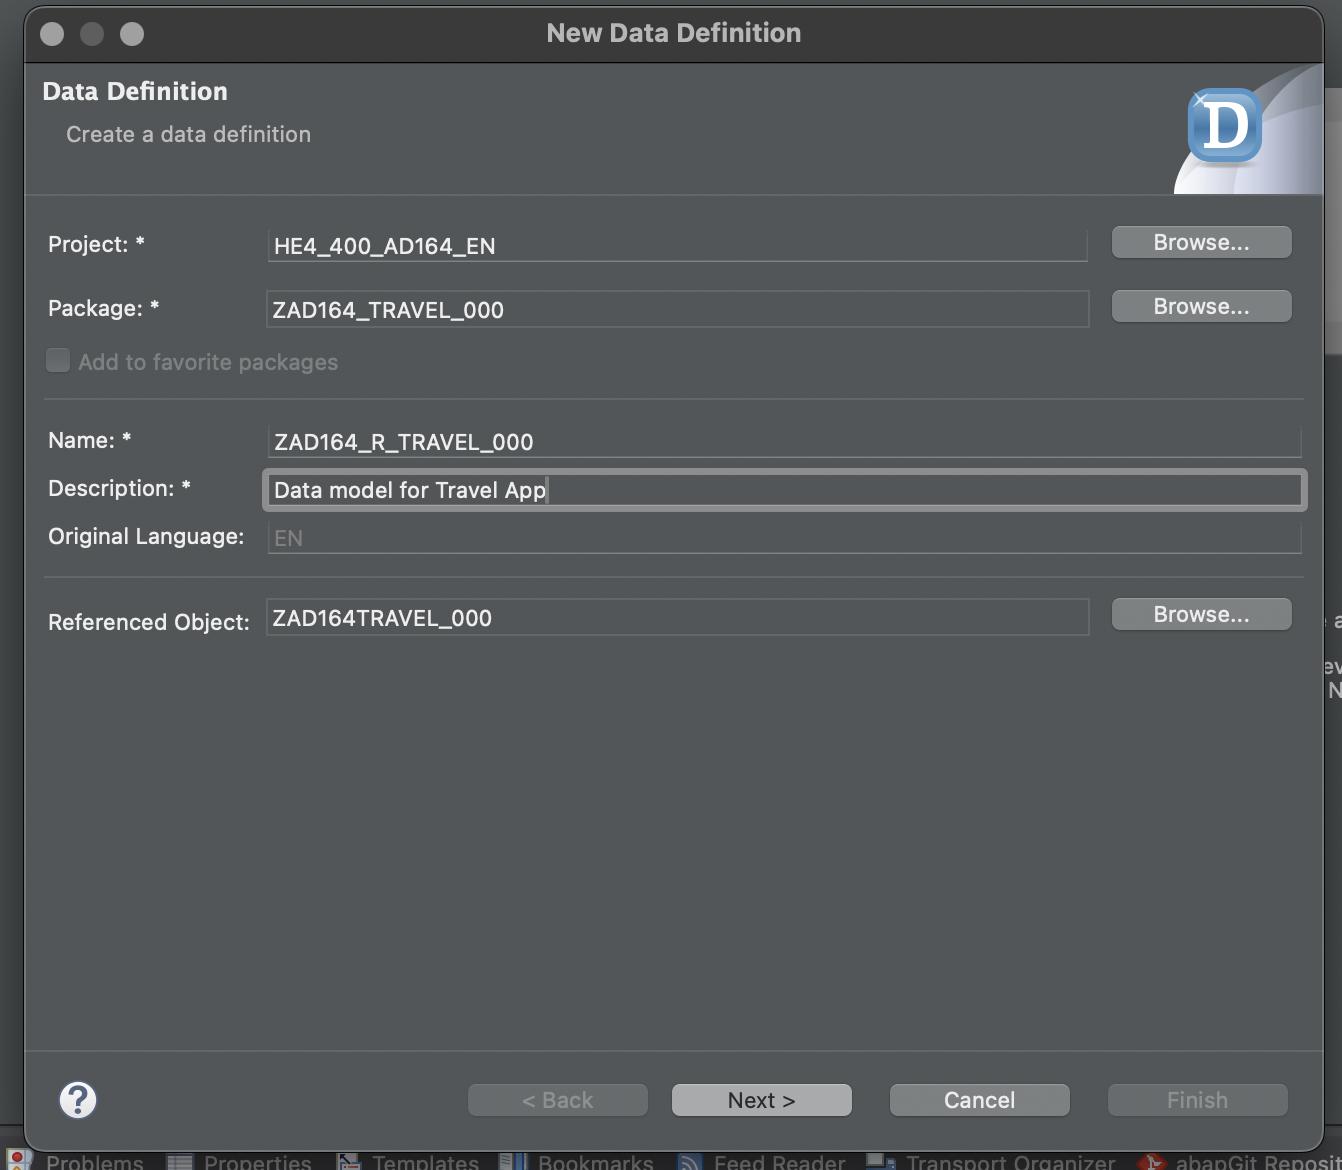 New Data Definition
Data Definition
Create a data definition
D
Project: * HE4_400_AD164_EN Browse...
Package: * ZAD164_TRAVEL_000 Browse...
Add to favorite packages
Name: * ZAD164_R_TRAVEL_000
Description: * Data model for Travel App
Original Language: EN
Referenced Object: ZAD164TRAVEL_000 Browse...
? < Back Next > Cancel Finish
Problems Properties Templates Bookmarks Feed Reader Transport Organizer abapGit Reposit